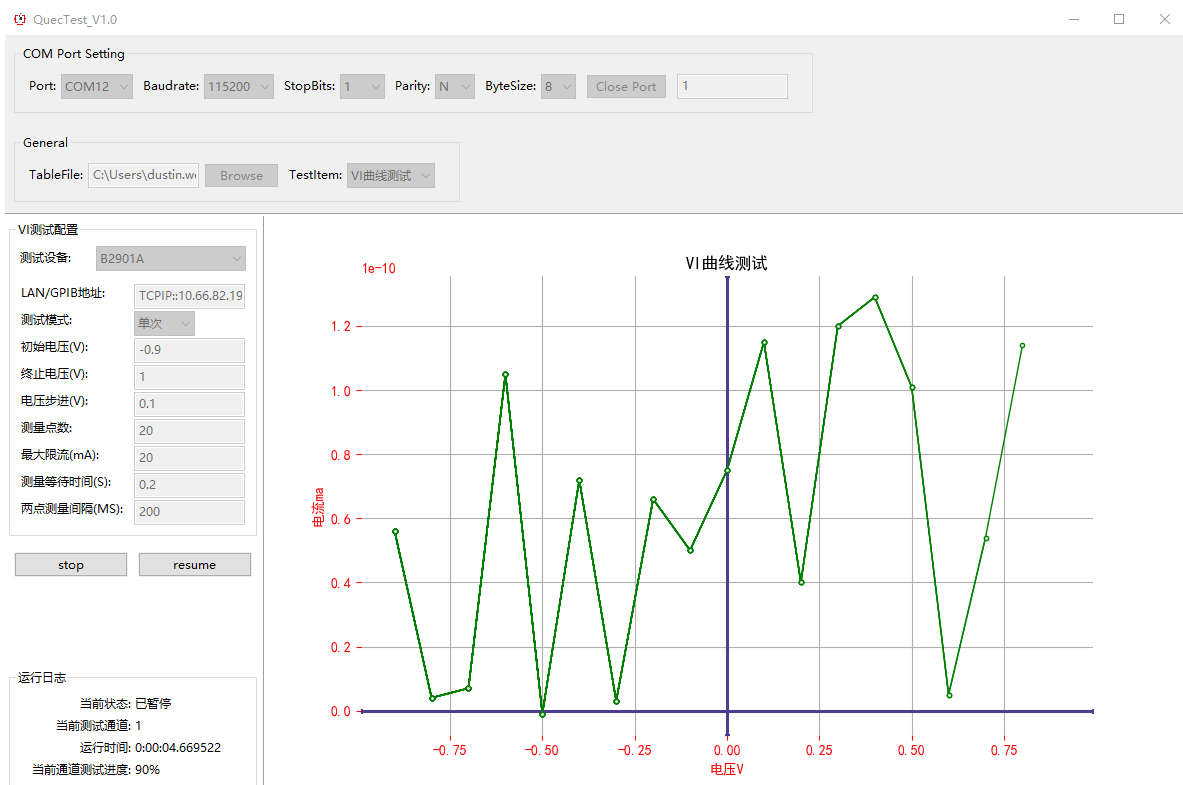 QuecTest_V1.0
COM Port Setting
Port: COM12 Baudrate: 115200 StopBits: 1 Parity: N ByteSize: 8 Close Port 1
General
TableFile: C:\Users\dustin.w Browse TestItem: VI曲线测试
VI测试配置
测试设备: B2901A
LAN/GPIB地址: TCPIP::10.66.82.19
测试模式: 单次
初始电压(V): -0.9
终止电压(V): 1
电压步进(V): 0.1
测量点数: 20
最大限流(mA): 20
测量等待时间(S): 0.2
两点测量间隔(MS): 200
stop resume
运行日志
当前状态: 已暂停
当前测试通道: 1
运行时间: 0:00:04.669522
当前通道测试进度: 90%
VI曲线测试
1e-10
1.2
1.0
0.8
0.6
0.4
0.2
0.0
电流ma
-0.75 -0.50 -0.25 0.00 0.25 0.50 0.75
电压V